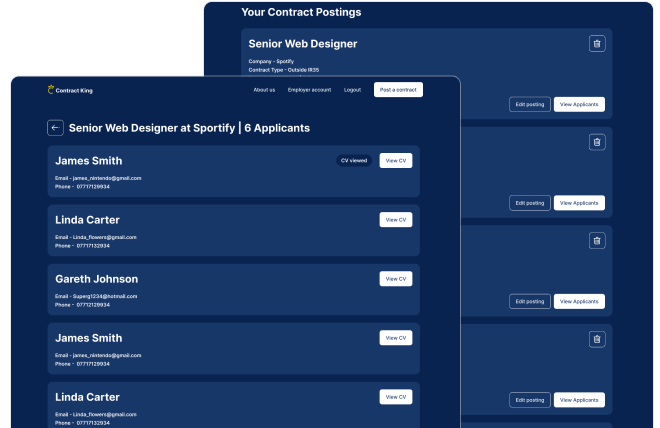 Your Contract Postings
Senior Web Designer
Company - Spotify
Contract Type - Outside IR35
Edit posting
View Applicants
Edit posting
View Applicants
Edit posting
View Applicants
Edit posting
View Applicants
Contract King
About us
Employer account
Logout
Post a contract
Senior Web Designer at Sportify | 6 Applicants
James Smith
CV viewed
View CV
Email - james_nintendo@gmail.com
Phone - 07717129934
Linda Carter
View CV
Email - Linda_flowers@gmail.com
Phone - 07717132934
Gareth Johnson
View CV
Email - Superg1234@hotmail.com
Phone - 07712129934
James Smith
View CV
Email - james_nintendo@gmail.com
Phone - 07717129934
Linda Carter
View CV
Email - Linda_flowers@gmail.com
Phone - 07717132934